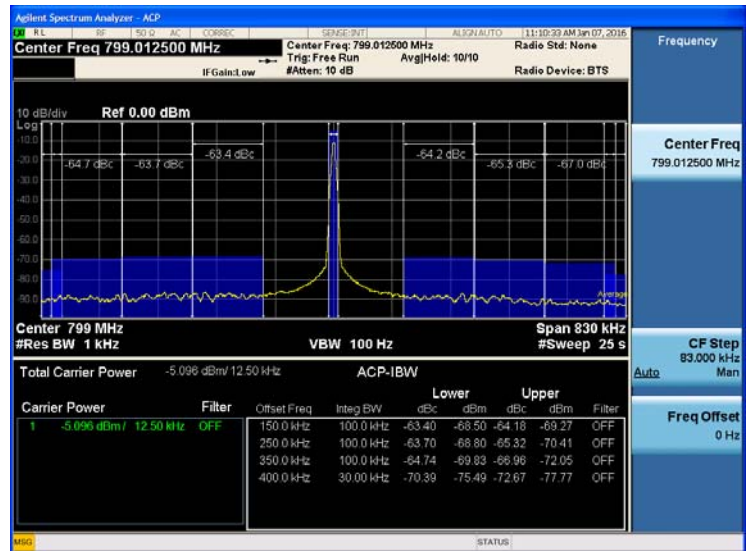 Agilent Spectrum Analyzer - ACP
RL RF 50 Ω AC CORREC SENSE:INT ALIGN AUTO 11:10:33 AM Jan 07, 2016
Center Freq 799.012500 MHz
Center Freq: 799.012500 MHz
Radio Std: None
Trig: Free Run Avg|Hold: 10/10
IFGain:Low #Atten: 10 dB Radio Device: BTS
10 dB/div Ref 0.00 dBm
Log
-10.0
-20.0
-30.0
-40.0
-50.0
-60.0
-70.0
-80.0
-90.0
-64.7 dBc -63.7 dBc -63.4 dBc -64.2 dBc -65.3 dBc -67.0 dBc
Average
Center 799 MHz Span 830 kHz
#Res BW 1 kHz VBW 100 Hz #Sweep 25 s
Total Carrier Power -5.096 dBm/ 12.50 kHz ACP-IBW
Lower Upper
Carrier Power Filter Offset Freq Integ BW dBc dBm dBc dBm Filter
1 -5.096 dBm / 12.50 kHz OFF 150.0 kHz 100.0 kHz -63.40 -68.50 -64.18 -69.27 OFF
250.0 kHz 100.0 kHz -63.70 -68.80 -65.32 -70.41 OFF
350.0 kHz 100.0 kHz -64.74 -69.83 -66.96 -72.05 OFF
400.0 kHz 30.00 kHz -70.39 -75.49 -72.67 -77.77 OFF
Frequency
Center Freq
799.012500 MHz
CF Step
83.000 kHz
Auto Man
Freq Offset
0 Hz
MSG STATUS